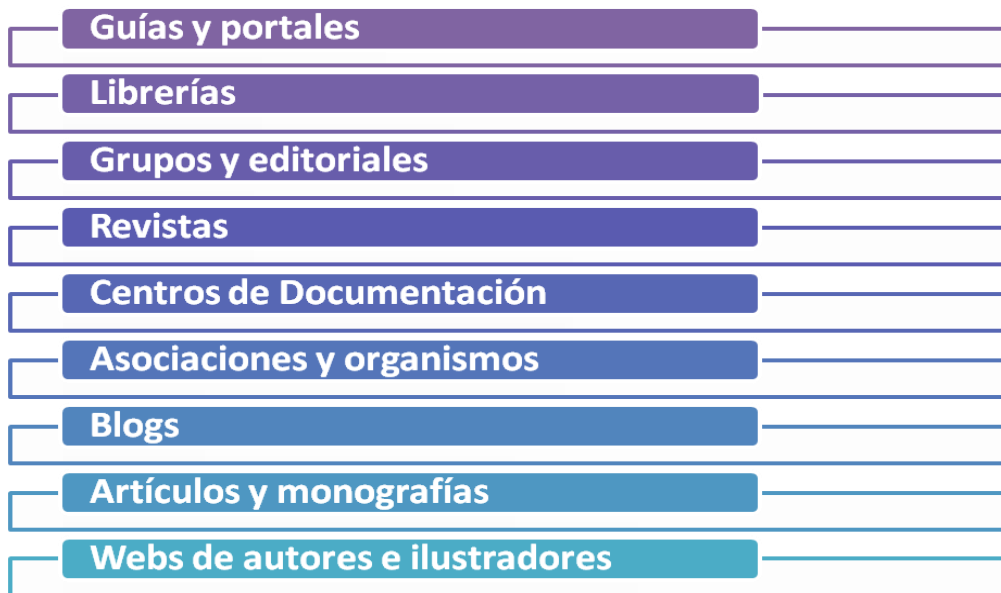 Guías y portales
Librerías
Grupos y editoriales
Revistas
Centros de Documentación
Asociaciones y organismos
Blogs
Artículos y monografías
Webs de autores e ilustradores